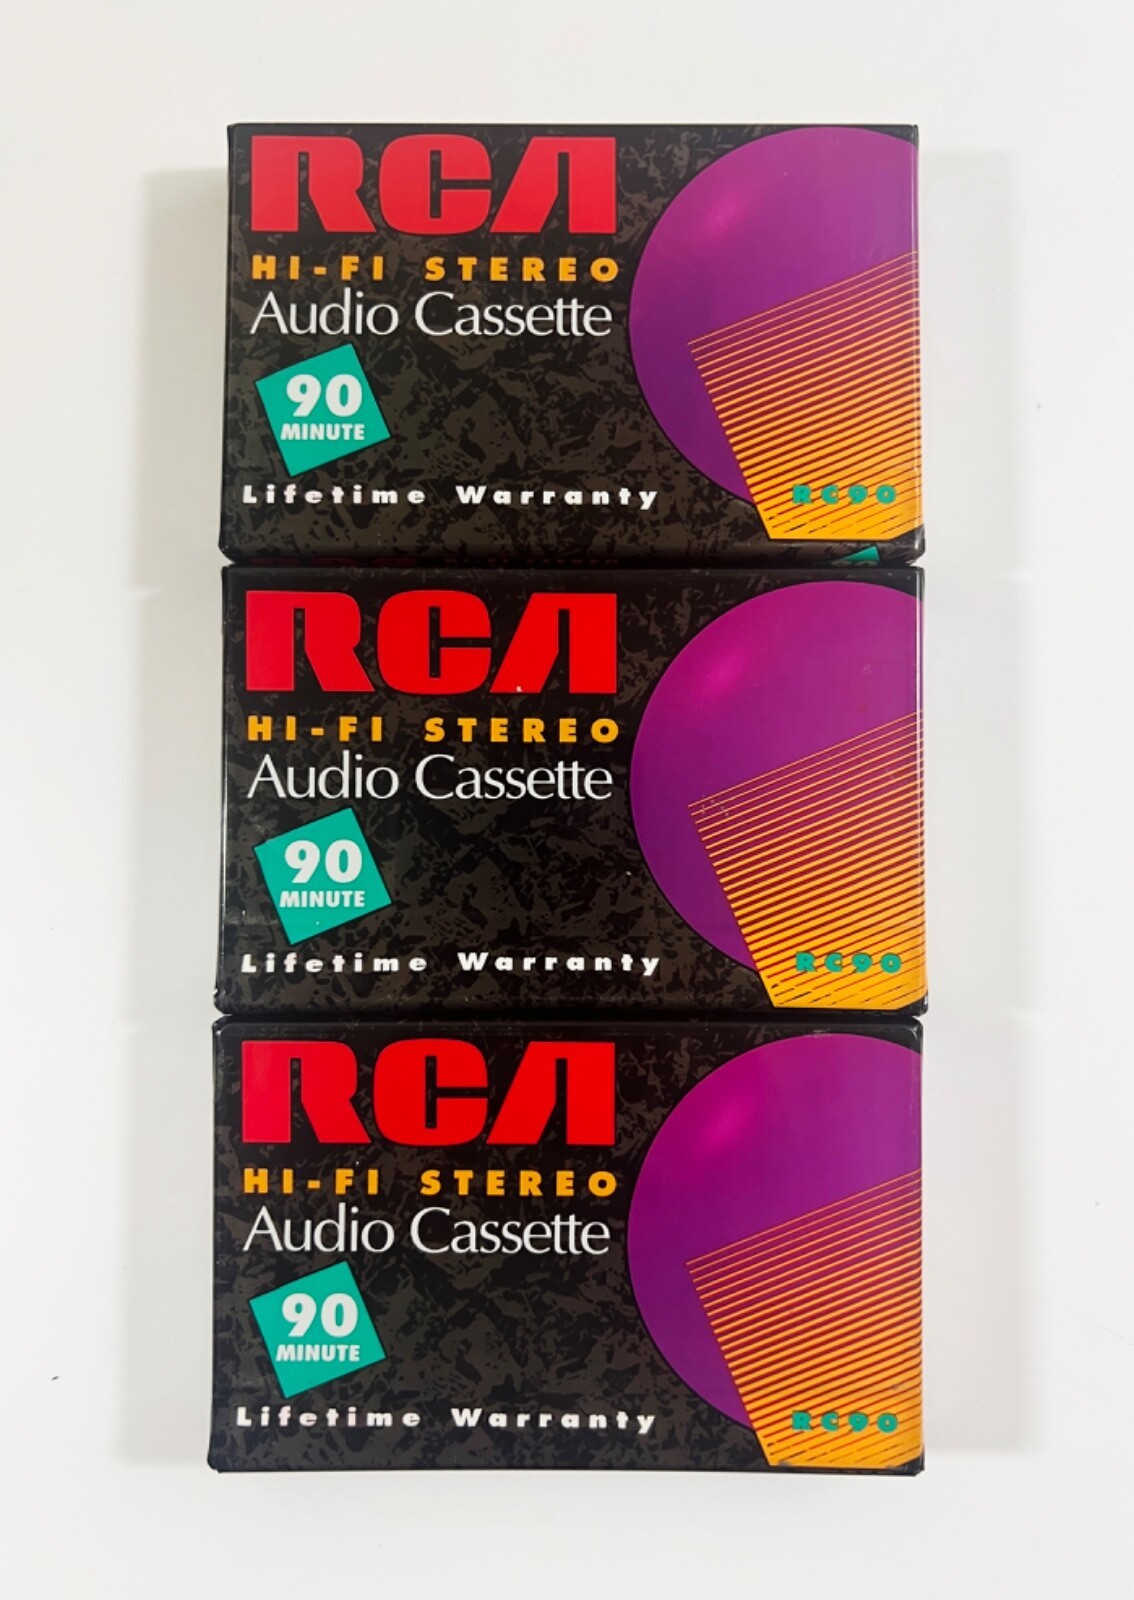 RCA
HI-FI STEREO
Audio Cassette
90
MINUTE
Lifetime Warranty
RC90
RCA
HI-FI STEREO
Audio Cassette
90
MINUTE
Lifetime Warranty
RC90
RCA
HI-FI STEREO
Audio Cassette
90
MINUTE
Lifetime Warranty
RC90